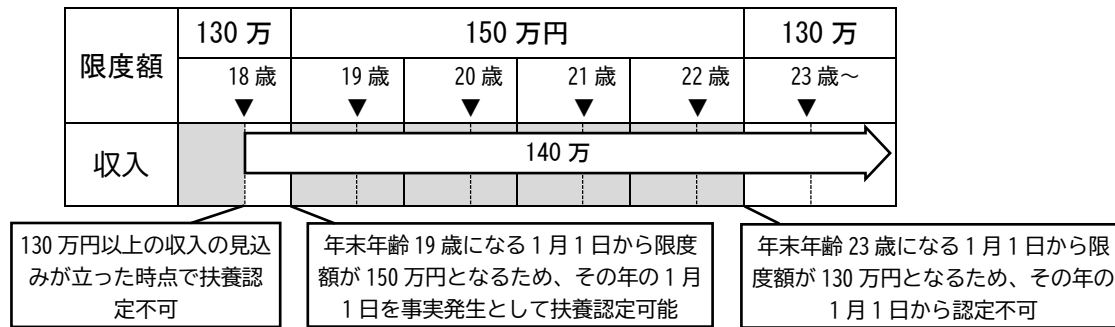 限度額
130 万
150 万円
130 万
18 歳
19 歳
20 歳
21 歳
22 歳
23 歳~
▼
▼
▼
▼
▼
▼
収入
140 万
130 万円以上の収入の見込
みが立った時点で扶養認
定不可
年末年齢 19 歳になる1月1日から限度
額が 150 万円となるため、その年の1月
1日を事実発生として扶養認定可能
年末年齢 23 歳になる1月1日から限
度額が 130 万円となるため、その年の
1月1日から認定不可